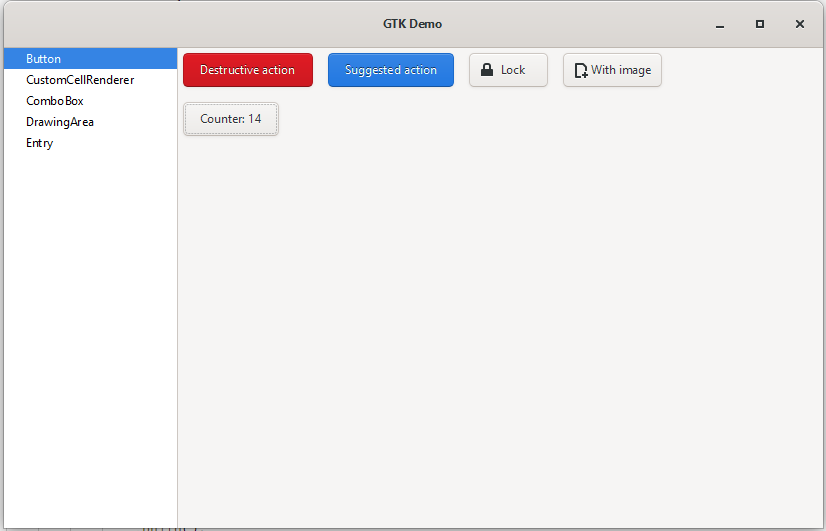 GTK Demo
Button
CustomCellRenderer
ComboBox
DrawingArea
Entry
Destructive action
Suggested action
Lock
With image
Counter: 14